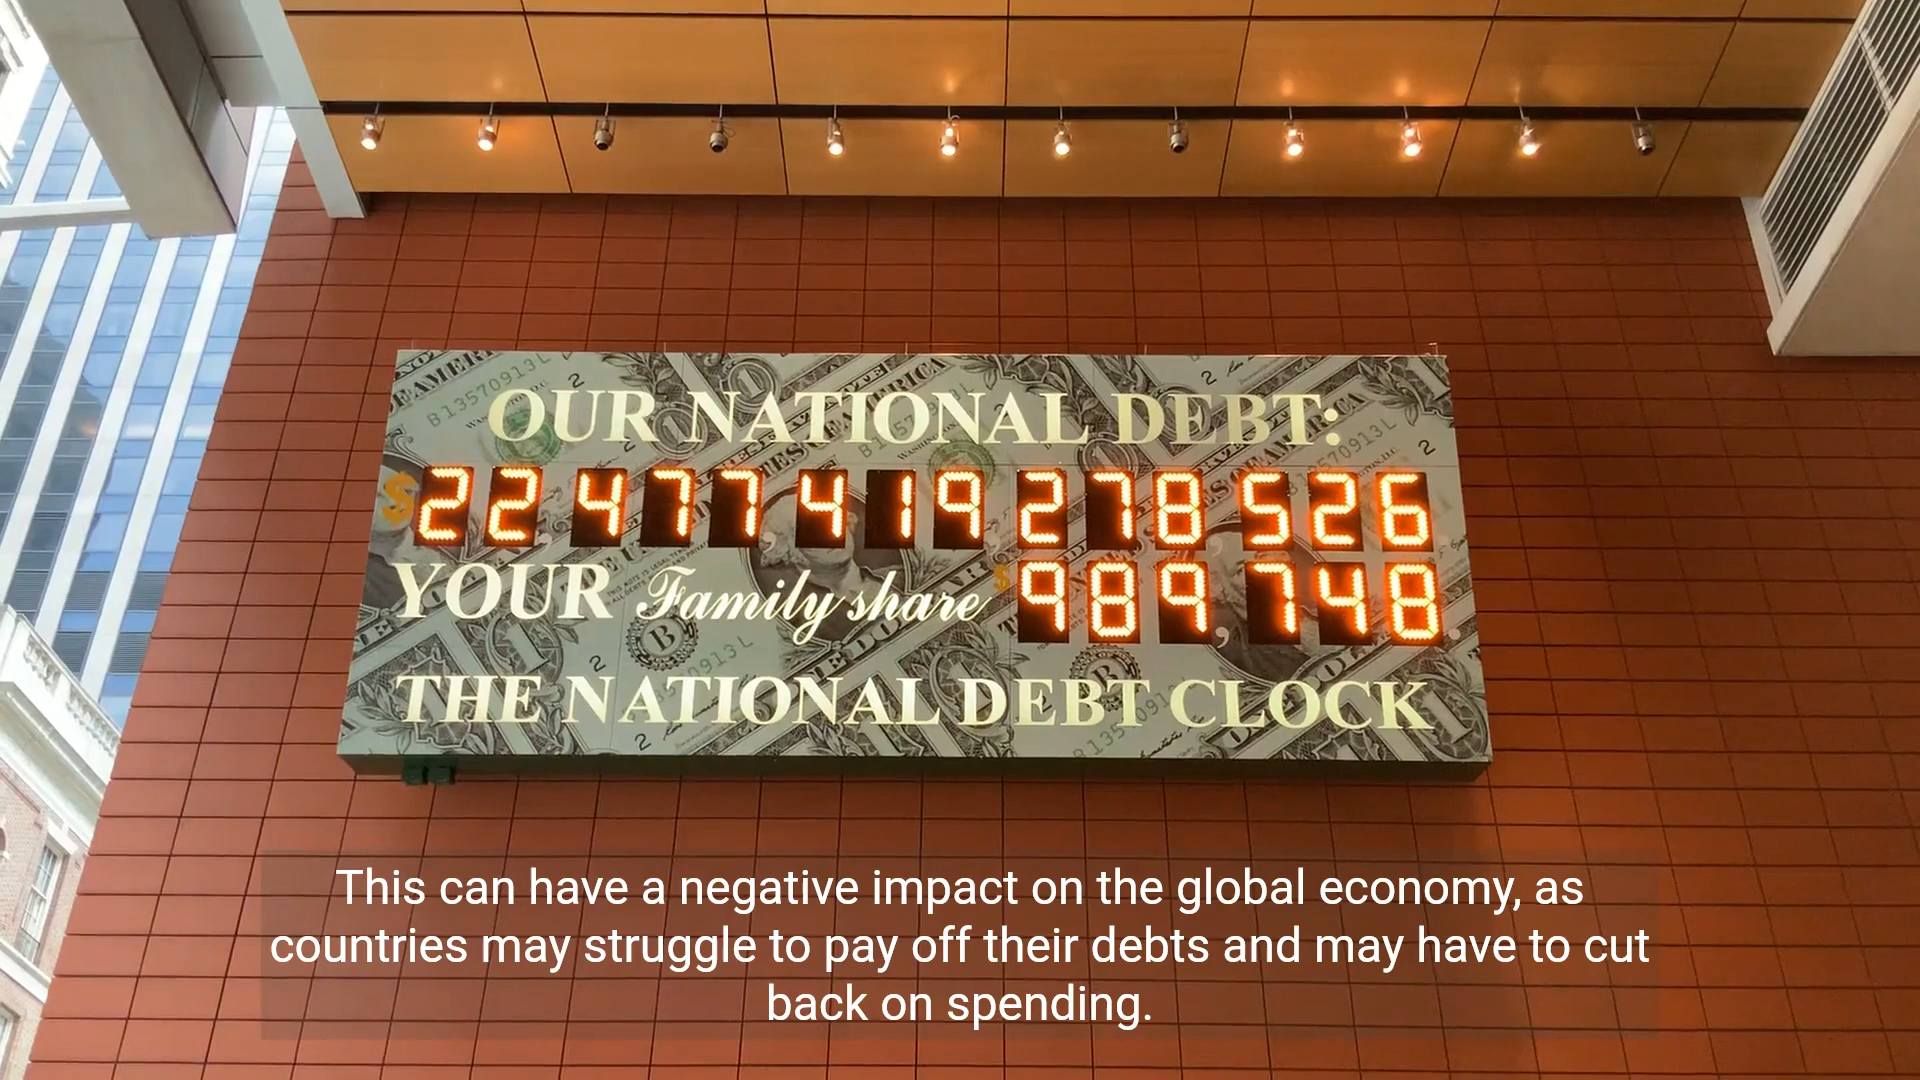 OUR NATIONAL DEBT:
$22,477,419,278,526
YOUR Family share $989,748
THE NATIONAL DEBT CLOCK
This can have a negative impact on the global economy, as
countries may struggle to pay off their debts and may have to cut
back on spending.